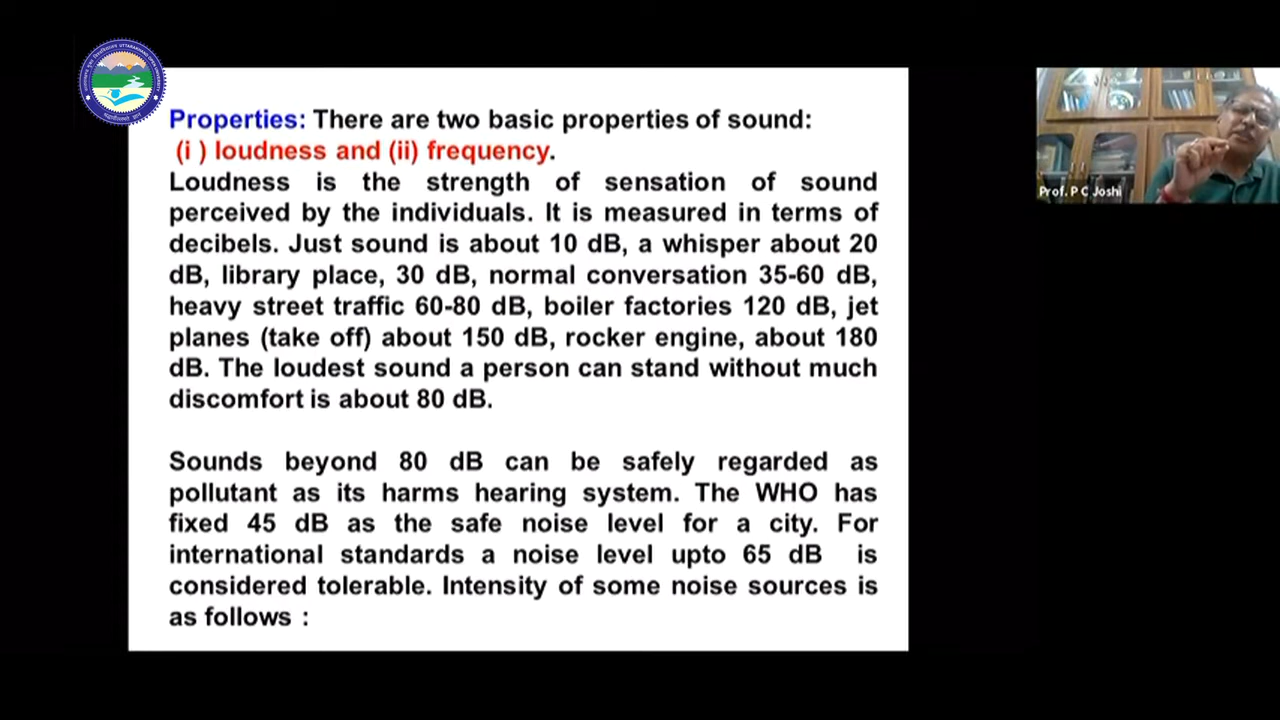 Properties: There are two basic properties of sound:
(i ) loudness and (ii) frequency.
Loudness is the strength of sensation of sound
perceived by the individuals. It is measured in terms of
decibels. Just sound is about 10 dB, a whisper about 20
dB, library place, 30 dB, normal conversation 35-60 dB,
heavy street traffic 60-80 dB, boiler factories 120 dB, jet
planes (take off) about 150 dB, rocker engine, about 180
dB. The loudest sound a person can stand without much
discomfort is about 80 dB.
Sounds beyond 80 dB can be safely regarded as
pollutant as its harms hearing system. The WHO has
fixed 45 dB as the safe noise level for a city. For
international standards a noise level upto 65 dB is
considered tolerable. Intensity of some noise sources is
as follows :
Prof. P C Joshi